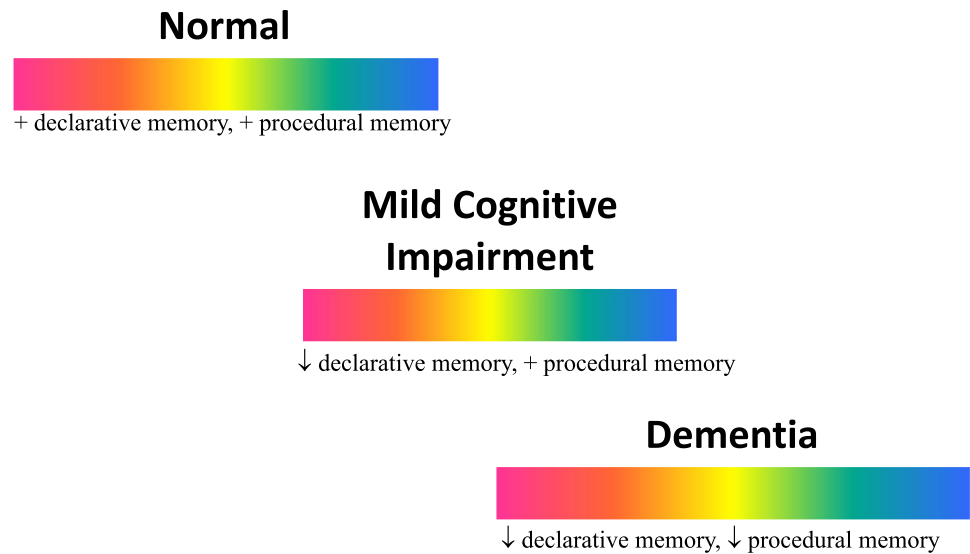 Normal
+ declarative memory, + procedural memory
Mild Cognitive
Impairment
↓ declarative memory, + procedural memory
Dementia
↓ declarative memory, ↓ procedural memory